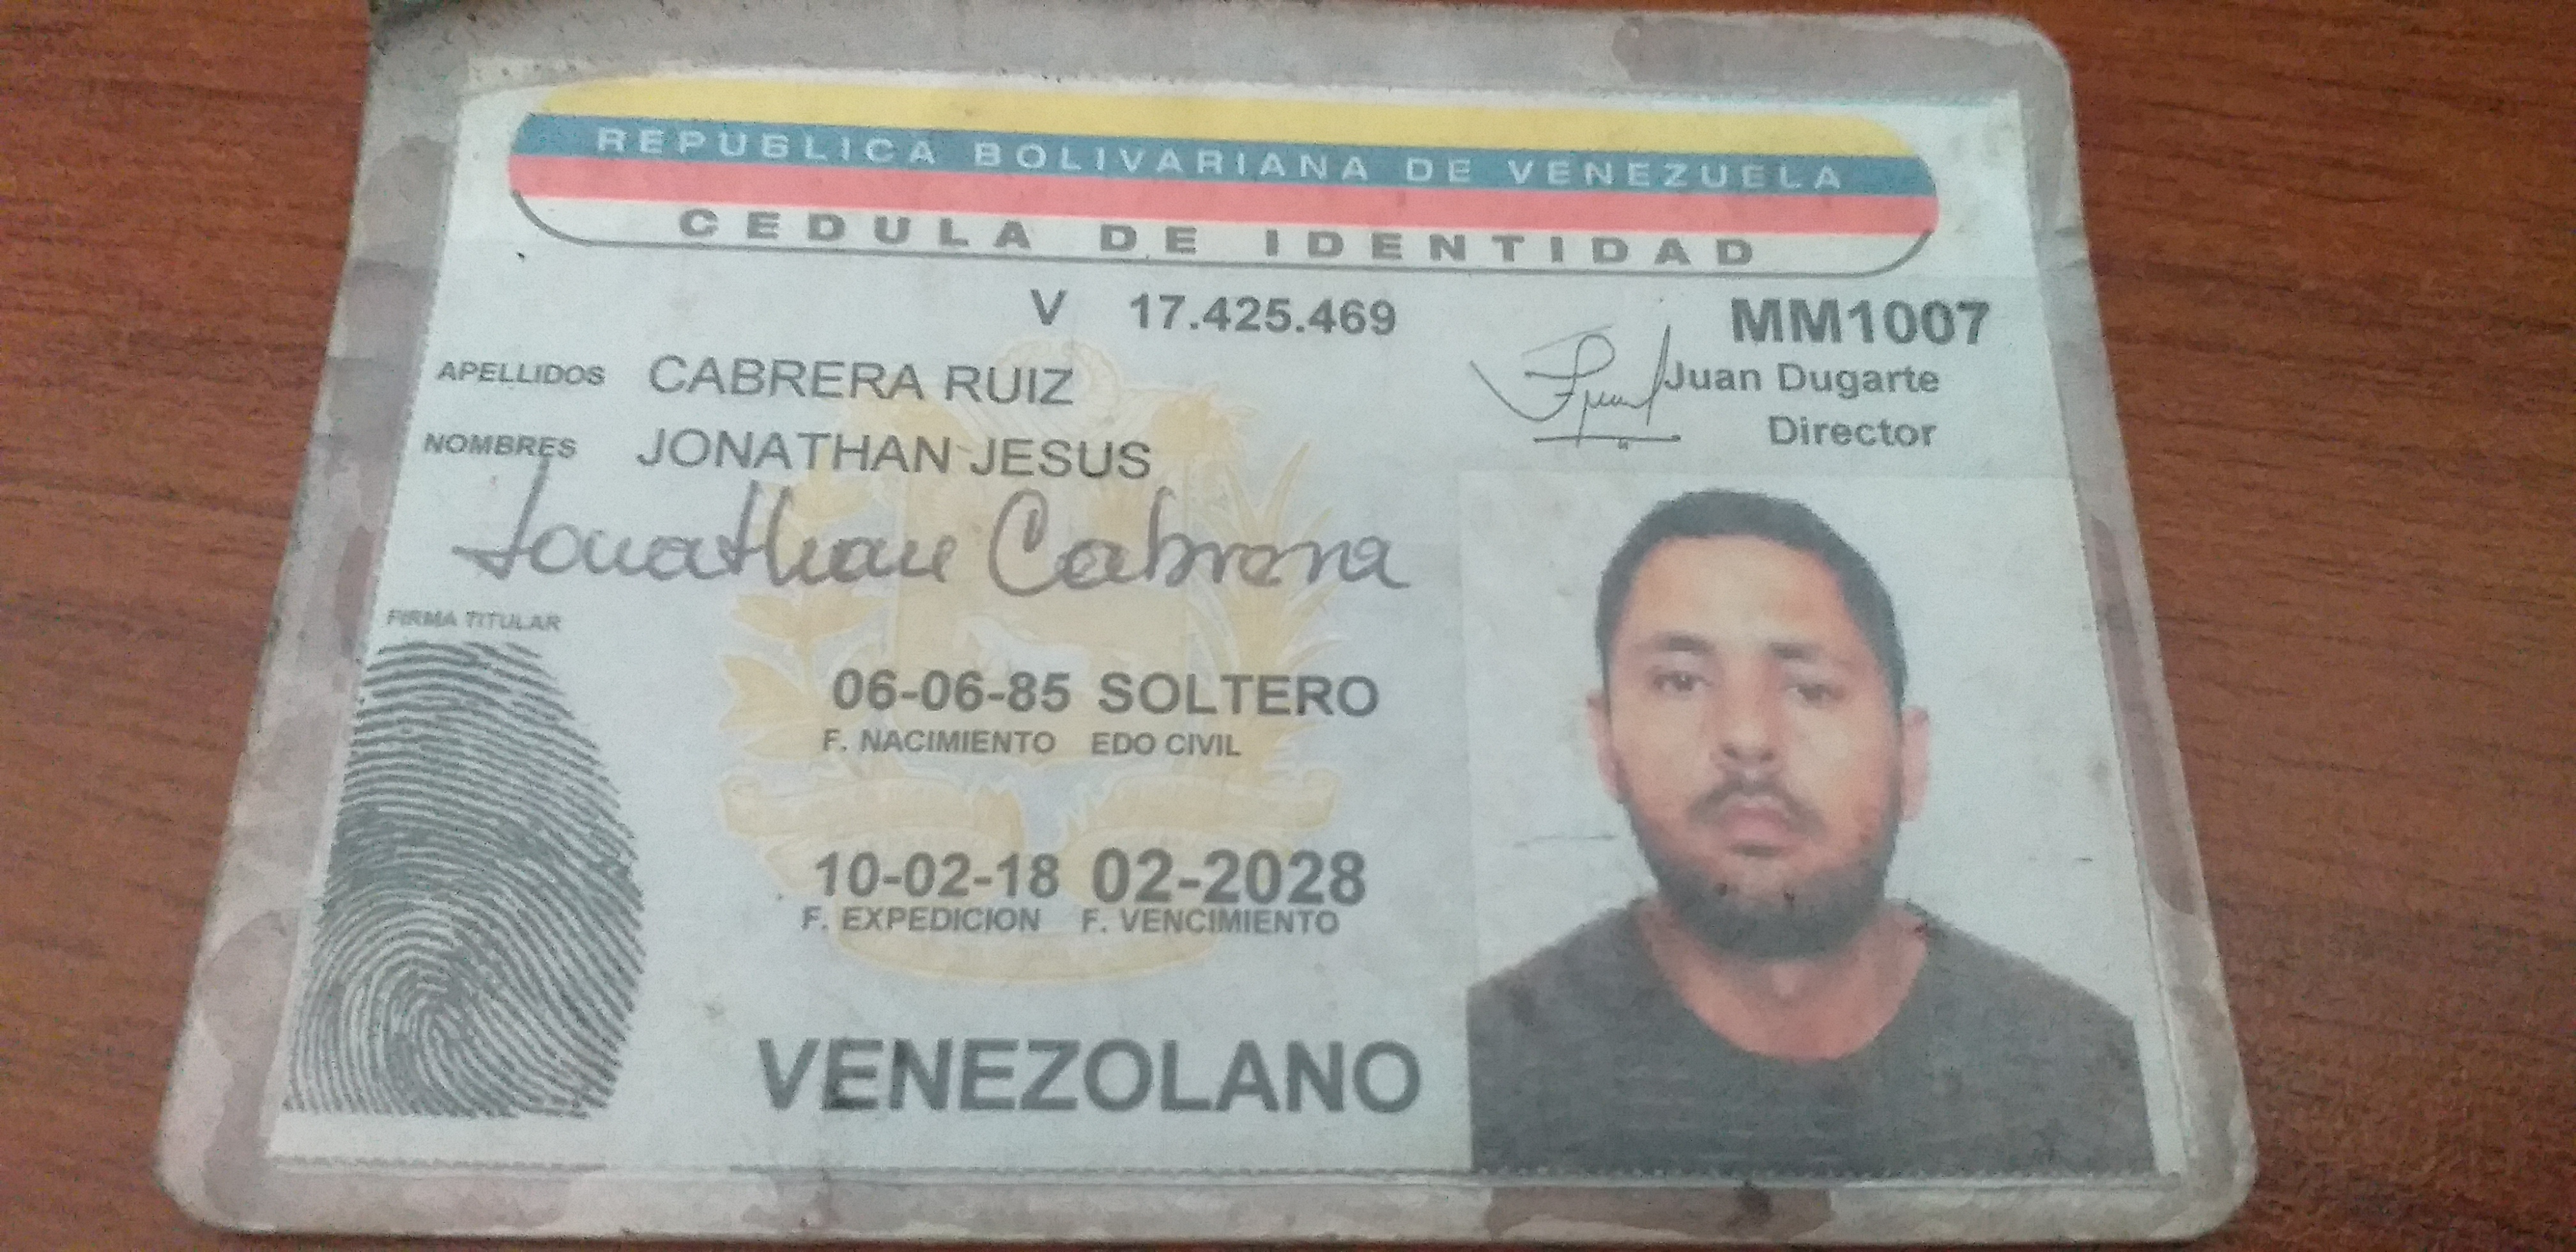 REPUBLICA BOLIVARIANA DE VENEZUELA
CEDULA DE IDENTIDAD
V 17.425.469 MM1007
APELLIDOS CABRERA RUIZ
Juan Dugarte
Director
NOMBRES JONATHAN JESUS
Jonathan Cabrera
FIRMA TITULAR
06-06-85 SOLTERO
F. NACIMIENTO EDO CIVIL
10-02-18 02-2028
F. EXPEDICION F. VENCIMIENTO
VENEZOLANO